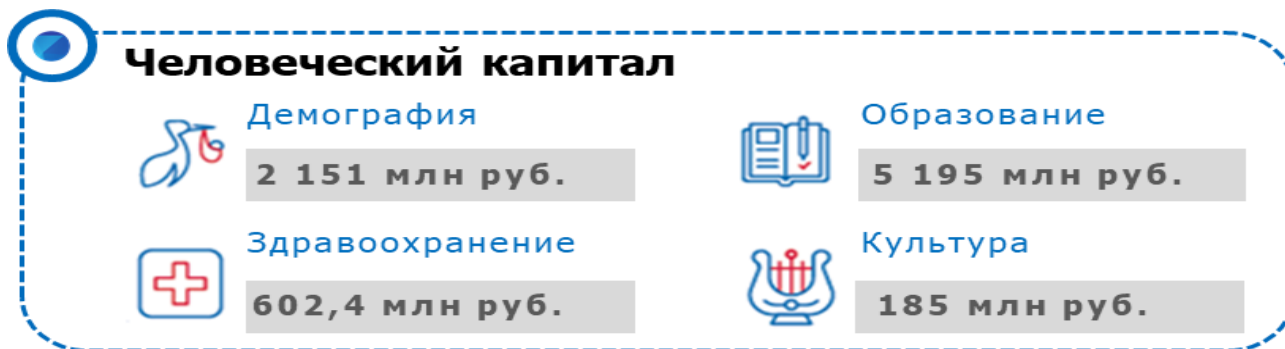 Человеческий капитал
Демография
2 151 млн руб.
Образование
5 195 млн руб.
Здравоохранение
602,4 млн руб.
Культура
185 млн руб.